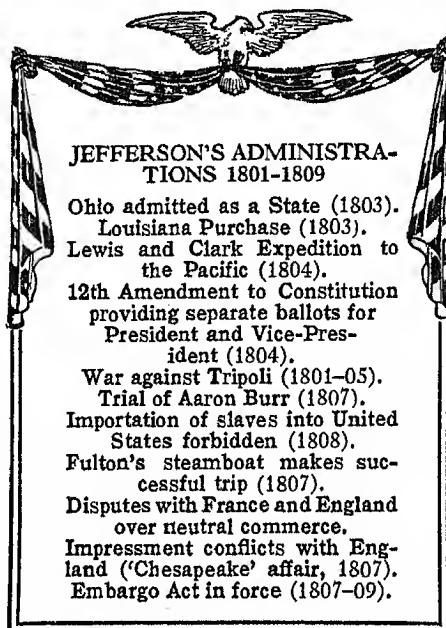 JEFFERSON'S ADMINISTRA-
TIONS 1801-1809
Ohio admitted as a State (1803).
Louisiana Purchase (1803).
Lewis and Clark Expedition to
the Pacific (1804).
12th Amendment to Constitution
providing separate ballots for
President and Vice-Pres-
ident (1804).
War against Tripoli (1801–05).
Trial of Aaron Burr (1807).
Importation of slaves into United
States forbidden (1808).
Fulton's steamboat makes suc-
cessful trip (1807).
Disputes with France and England
over neutral commerce.
Impressment conflicts with Eng-
land ('Chesapeake' affair, 1807).
Embargo Act in force (1807–09).